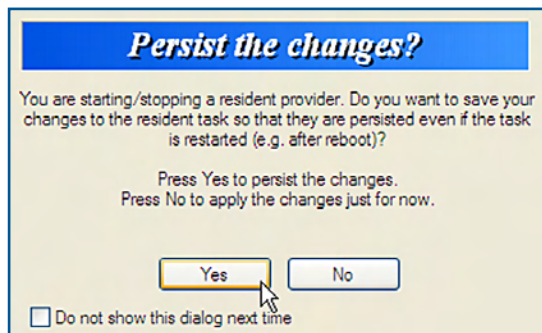 Persist the changes?
You are starting/stopping a resident provider. Do you want to save your
changes to the resident task so that they are persisted even if the task
is restarted (e.g. after reboot)?
Press Yes to persist the changes.
Press No to apply the changes just for now.
Yes
No
Do not show this dialog next time